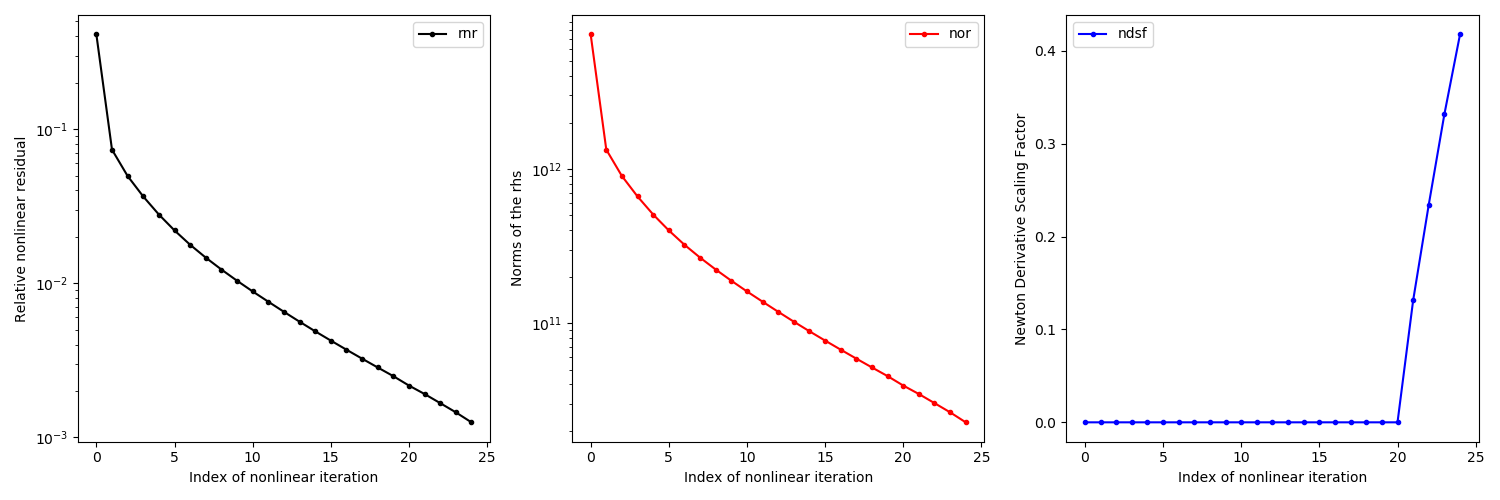 Relative nonlinear residual
10⁻¹
10⁻²
10⁻³
0 5 10 15 20 25
Index of nonlinear iteration
rnr
Norms of the rhs
10¹²
10¹¹
0 5 10 15 20 25
Index of nonlinear iteration
nor
Newton Derivative Scaling Factor
0.4
0.3
0.2
0.1
0.0
0 5 10 15 20 25
Index of nonlinear iteration
ndsf